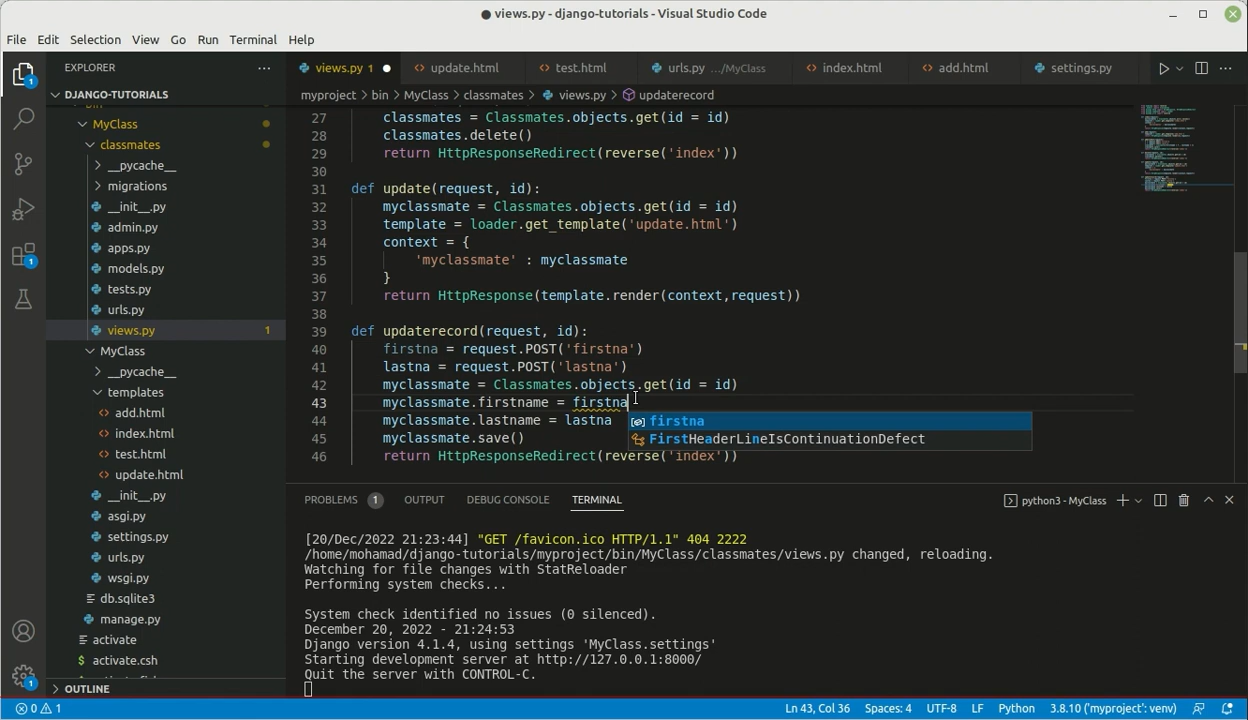 views.py - django-tutorials - Visual Studio Code
File Edit Selection View Go Run Terminal Help
EXPLORER
views.py 1
update.html
test.html
urls.py .../MyClass
index.html
add.html
settings.py
DJANGO-TUTORIALS
myproject > bin > MyClass > classmates > views.py > updaterecord
MyClass
classmates
__pycache__
migrations
__init__.py
admin.py
apps.py
models.py
tests.py
urls.py
views.py 1
MyClass
__pycache__
templates
add.html
index.html
test.html
update.html
__init__.py
asgi.py
settings.py
urls.py
wsgi.py
db.sqlite3
manage.py
activate
activate.csh
OUTLINE
27 classmates = Classmates.objects.get(id = id)
28 classmates.delete()
29 return HttpResponseRedirect(reverse('index'))
30
31 def update(request, id):
32 myclassmate = Classmates.objects.get(id = id)
33 template = loader.get_template('update.html')
34 context = {
35 'myclassmate' : myclassmate
36 }
37 return HttpResponse(template.render(context,request))
38
39 def updaterecord(request, id):
40 firstna = request.POST('firstna')
41 lastna = request.POST('lastna')
42 myclassmate = Classmates.objects.get(id = id)
43 myclassmate.firstname = firstna
44 myclassmate.lastname = lastna
45 myclassmate.save()
46 return HttpResponseRedirect(reverse('index'))
firstna
FirstHeaderLineIsContinuationDefect
PROBLEMS 1 OUTPUT DEBUG CONSOLE TERMINAL
python3 - MyClass
[20/Dec/2022 21:23:44] "GET /favicon.ico HTTP/1.1" 404 2222
/home/mohamad/django-tutorials/myproject/bin/MyClass/classmates/views.py changed, reloading.
Watching for file changes with StatReloader
Performing system checks...
System check identified no issues (0 silenced).
December 20, 2022 - 21:24:53
Django version 4.1.4, using settings 'MyClass.settings'
Starting development server at http://127.0.0.1:8000/
Quit the server with CONTROL-C.
0 1
Ln 43, Col 36 Spaces: 4 UTF-8 LF Python 3.8.10 ('myproject': venv)